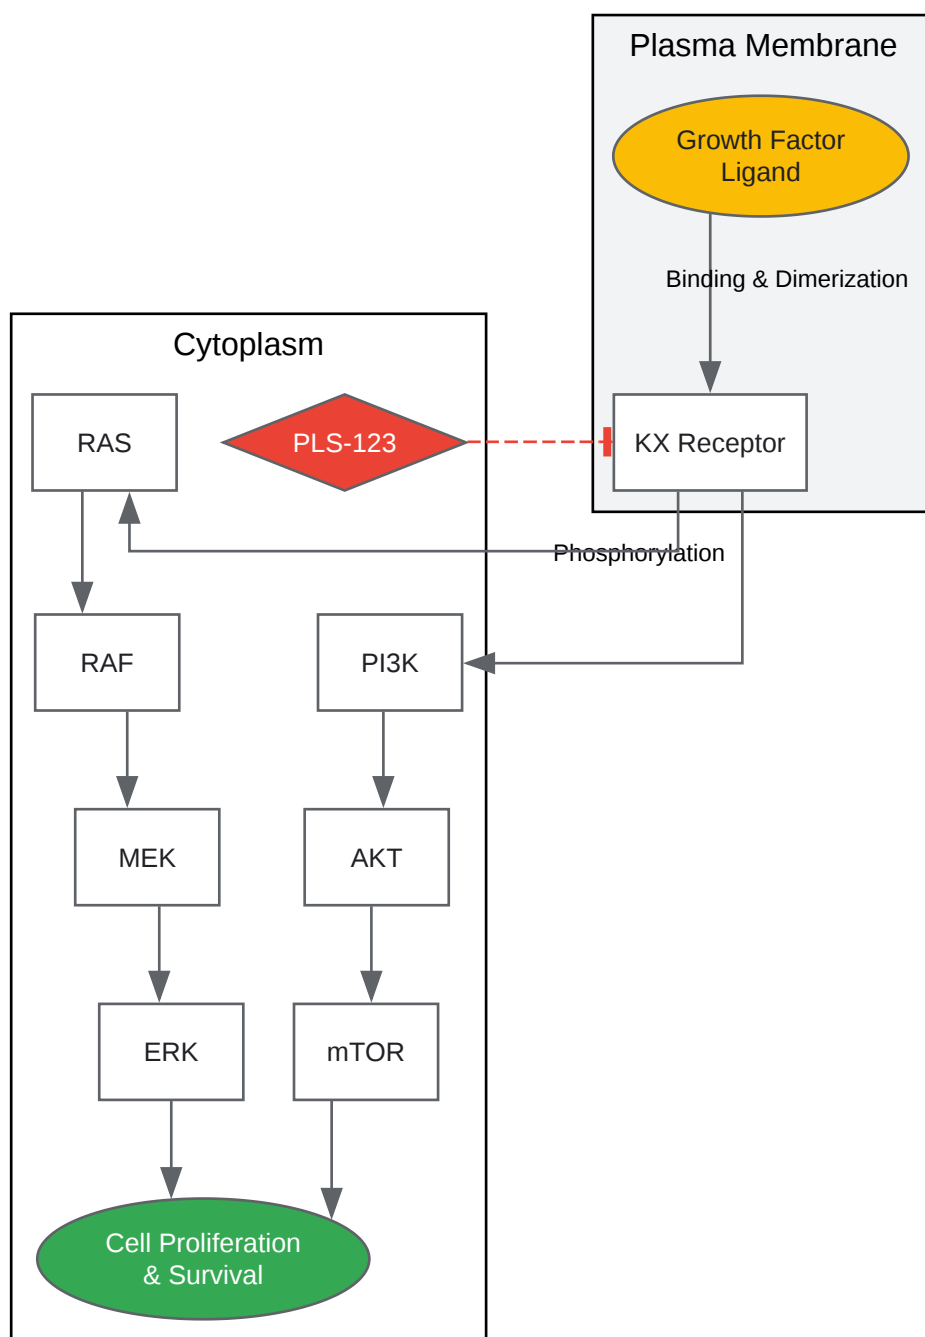 Plasma Membrane
Growth Factor
Ligand
Binding & Dimerization
Cytoplasm
RAS
PLS-123
KX Receptor
Phosphorylation
RAF
PI3K
MEK
AKT
ERK
mTOR
Cell Proliferation
& Survival